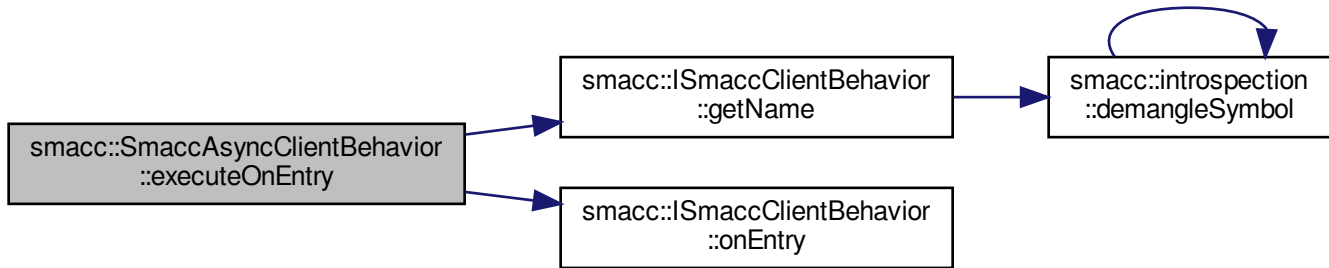 smacc::SmaccAsyncClientBehavior
::executeOnEntry
smacc::ISmaccClientBehavior
::getName
smacc::introspection
::demangleSymbol
smacc::ISmaccClientBehavior
::onEntry